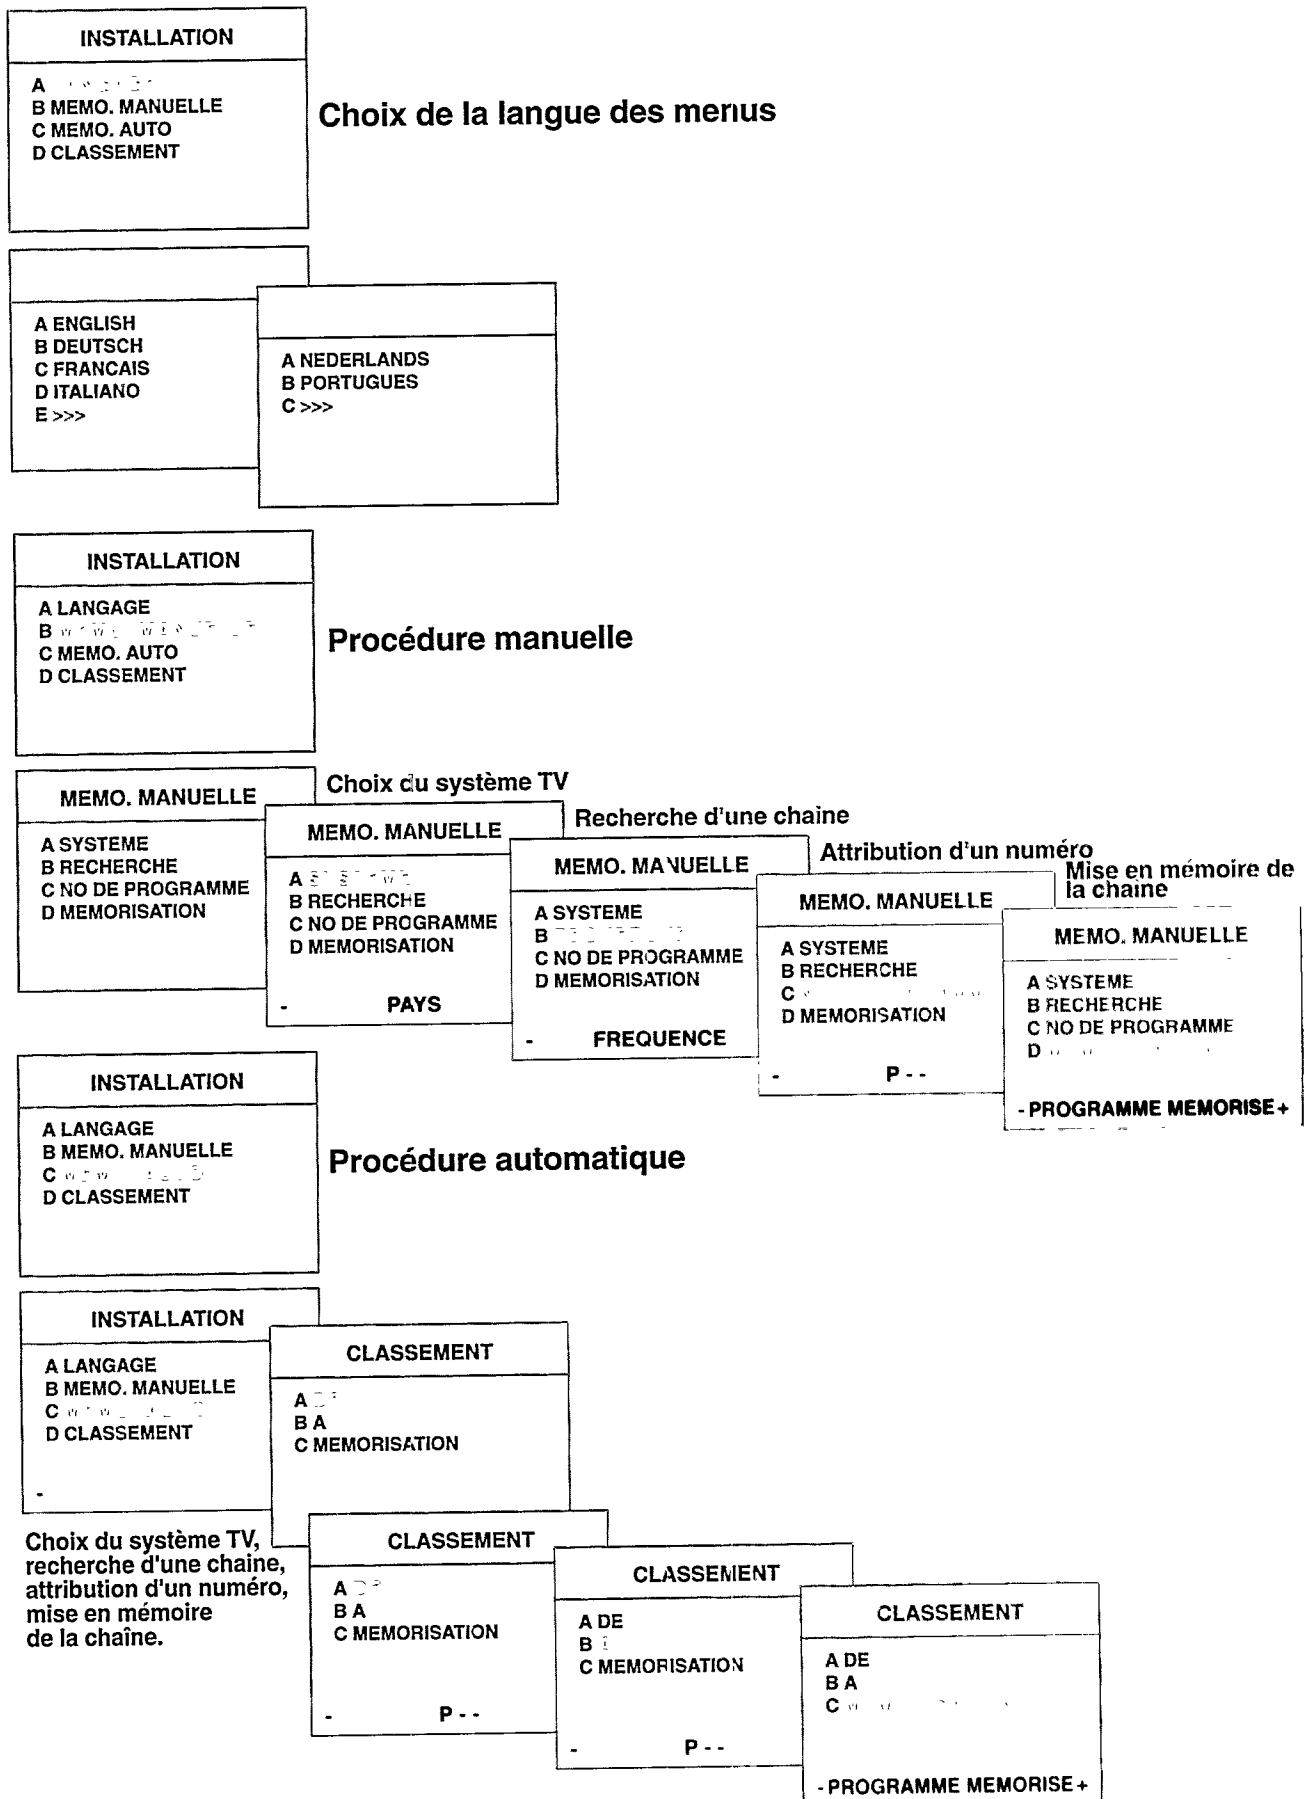 INSTALLATION
A
B MEMO. MANUELLE
C MEMO. AUTO
D CLASSEMENT
Choix de la langue des menus
A ENGLISH
B DEUTSCH
C FRANCAIS
D ITALIANO
E >>>
A NEDERLANDS
B PORTUGUES
C >>>
INSTALLATION
A LANGAGE
B
C MEMO. AUTO
D CLASSEMENT
Procédure manuelle
MEMO. MANUELLE
A SYSTEME
B RECHERCHE
C NO DE PROGRAMME
D MEMORISATION
Choix du système TV
MEMO. MANUELLE
A
B RECHERCHE
C NO DE PROGRAMME
D MEMORISATION
- PAYS
Recherche d'une chaine
MEMO. MANUELLE
A SYSTEME
B
C NO DE PROGRAMME
D MEMORISATION
- FREQUENCE
Attribution d'un numéro
MEMO. MANUELLE
A SYSTEME
B RECHERCHE
C
D MEMORISATION
- P - -
Mise en mémoire de
la chaine
MEMO. MANUELLE
A SYSTEME
B RECHERCHE
C NO DE PROGRAMME
D
- PROGRAMME MEMORISE +
INSTALLATION
A LANGAGE
B MEMO. MANUELLE
C
D CLASSEMENT
Procédure automatique
INSTALLATION
A LANGAGE
B MEMO. MANUELLE
C
D CLASSEMENT
-
Choix du système TV,
recherche d'une chaine,
attribution d'un numéro,
mise en mémoire
de la chaîne.
CLASSEMENT
A
B A
C MEMORISATION
CLASSEMENT
A
B A
C MEMORISATION
- P - -
CLASSEMENT
A DE
B
C MEMORISATION
- P - -
CLASSEMENT
A DE
B A
C
- PROGRAMME MEMORISE +